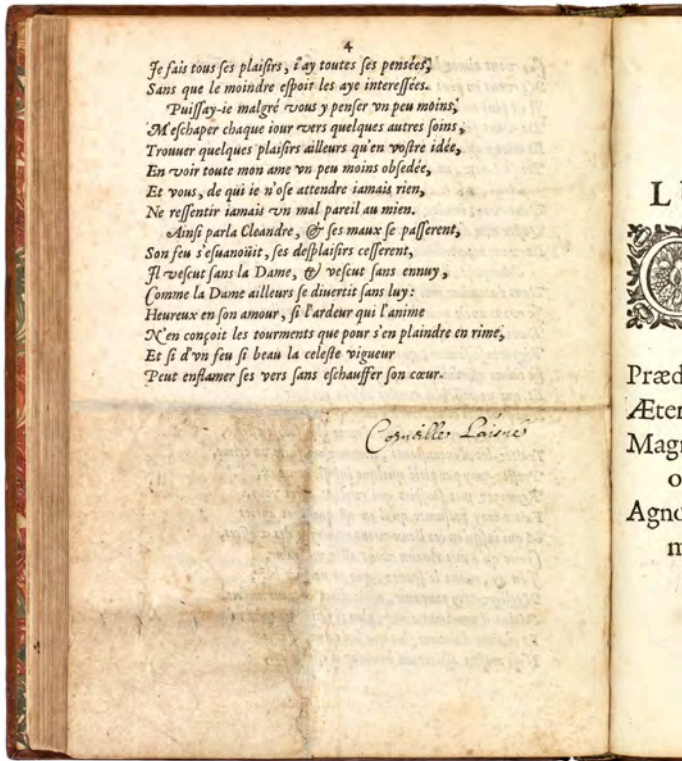 4
Je fais tous ſes plaiſirs, i'ay toutes ſes penſées,
Sans que le moindre eſpoir les aye intereſſées.
Puiſſay-ie malgré vous y penſer vn peu moins,
M'eſchaper chaque iour vers quelques autres ſoins,
Trouuer quelques plaiſirs ailleurs qu'en voſtre idée,
En voir toute mon ame vn peu moins obſedée,
Et vous, de qui ie n'oſe attendre iamais rien,
Ne reſſentir iamais vn mal pareil au mien.
Ainſi parla Cleandre, & ſes maux ſe paſſerent,
Son feu s'eſuanoüit, ſes deſplaiſirs ceſſerent,
Il veſcut ſans la Dame, & veſcut ſans ennuy,
Comme la Dame ailleurs ſe diuertit ſans luy:
Heureux en ſon amour, ſi l'ardeur qui l'anime
N'en conçoit les tourments que pour s'en plaindre en rime,
Et ſi d'vn feu ſi beau la celeſte vigueur
Peut enflamer ſes vers ſans eſchauffer ſon cœur.
Corneille Laisné
L
Præd
Æter
Magn
o
Agno
m